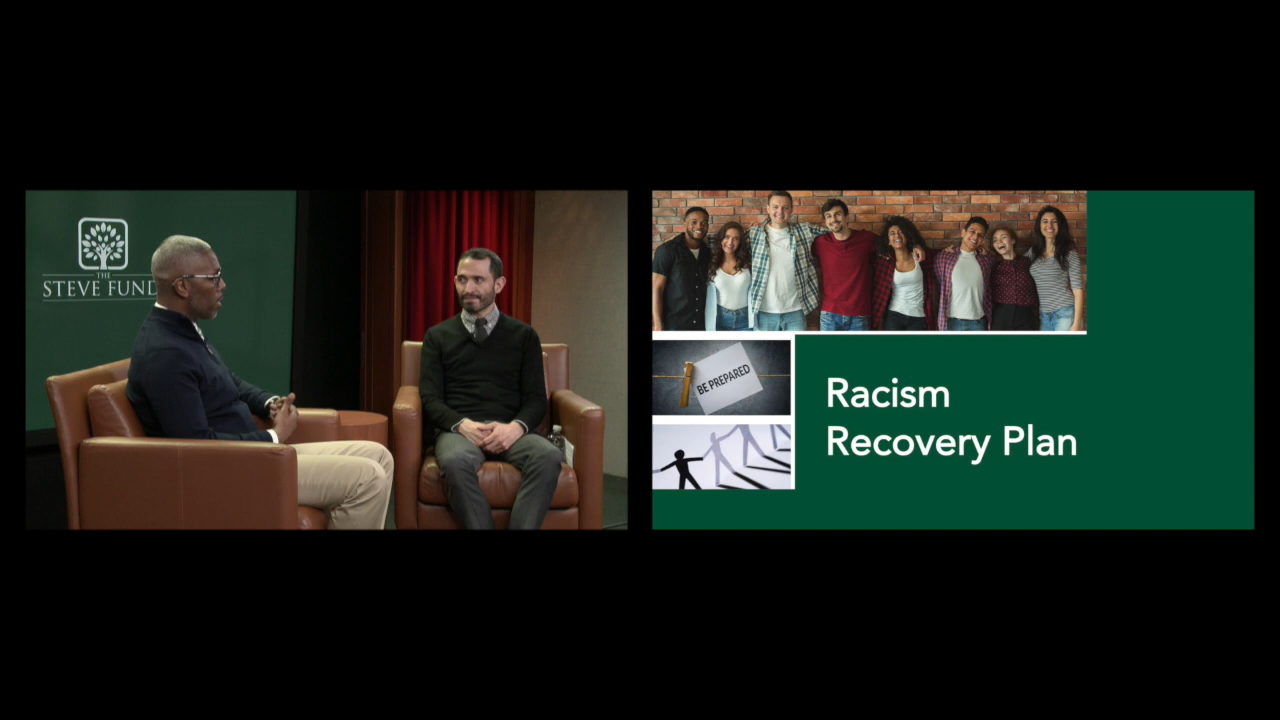 THE
STEVE FUND
BE PREPARED
Racism
Recovery Plan